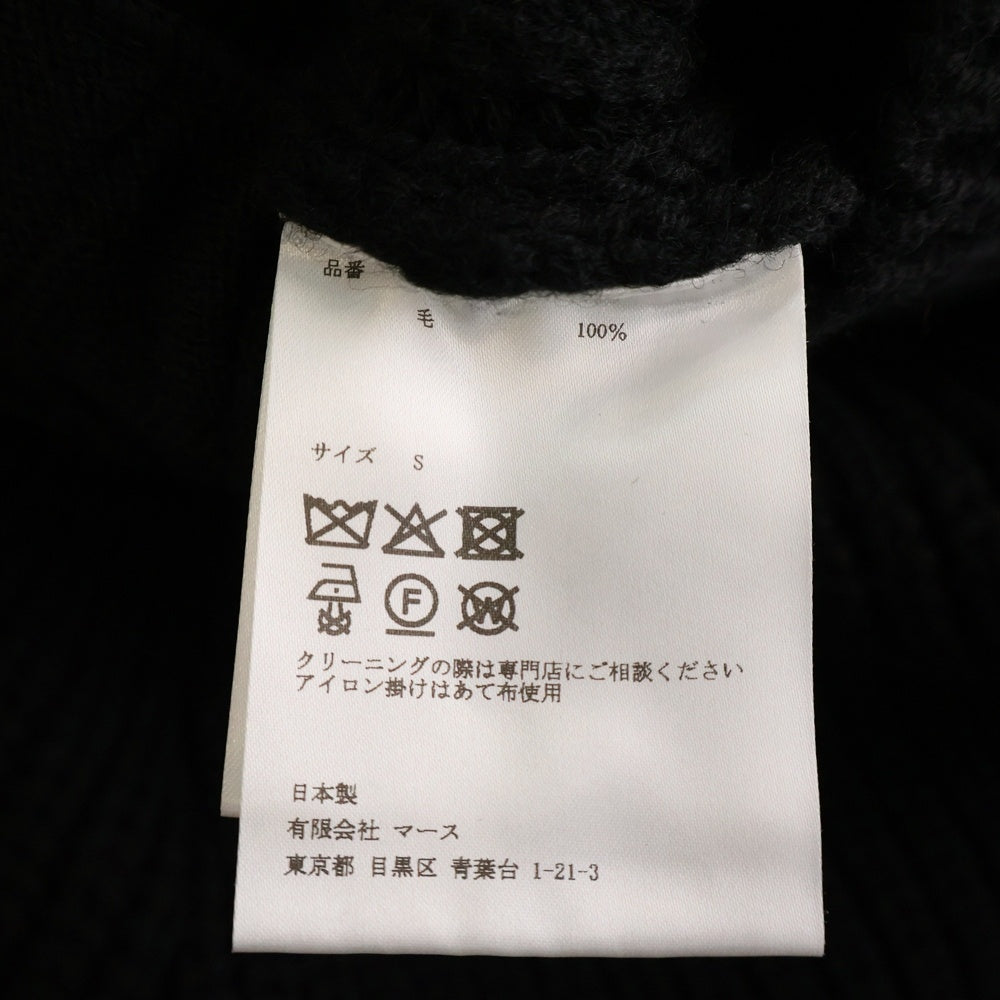 品番
毛 100%
サイズ S
F W
クリーニングの際は専門店にご相談ください
アイロン掛けはあて布使用
日本製
有限会社 マース
東京都 目黒区 青葉台 1-21-3